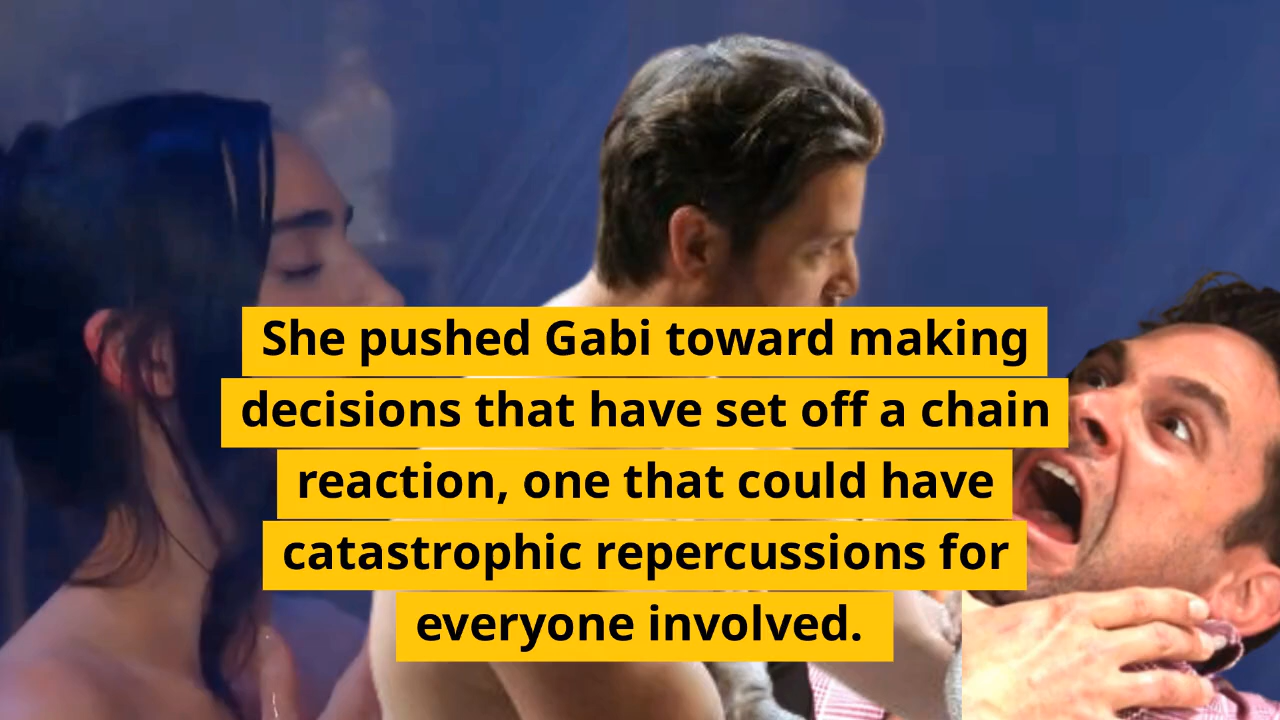 She pushed Gabi toward making
decisions that have set off a chain
reaction, one that could have
catastrophic repercussions for
everyone involved.